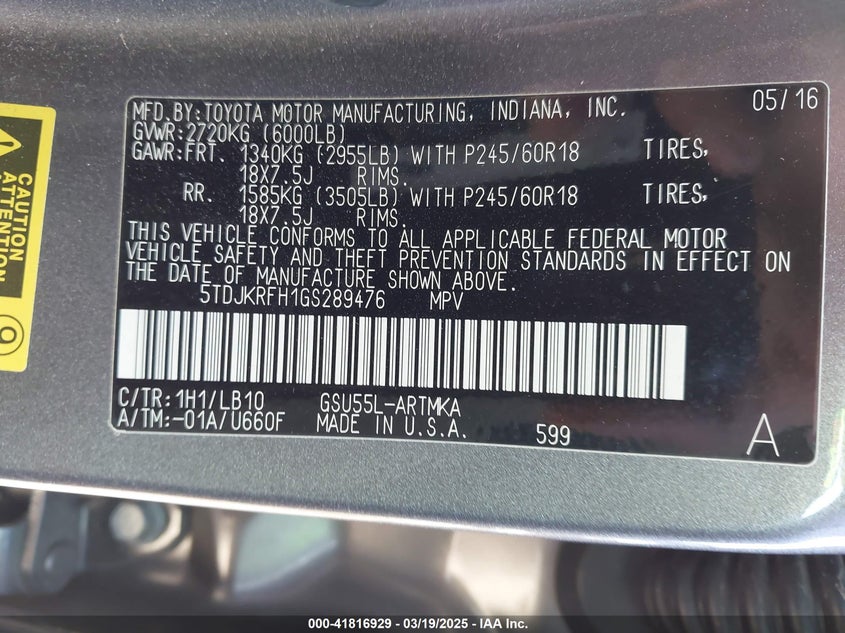 MFD.BY:TOYOTA MOTOR MANUFACTURING, INDIANA, INC. 05/16
GVWR:2720KG (6000LB)
GAWR:FRT. 1340KG (2955LB) WITH P245/60R18 TIRES,
18X7.5J RIMS.
RR. 1585KG (3505LB) WITH P245/60R18 TIRES,
18X7.5J RIMS.
THIS VEHICLE CONFORMS TO ALL APPLICABLE FEDERAL MOTOR
VEHICLE SAFETY AND THEFT PREVENTION STANDARDS IN EFFECT ON
THE DATE OF MANUFACTURE SHOWN ABOVE.
5TDJKRFH1GS289476 MPV
C/TR:1H1/LB10 GSU55L-ARTMKA
A/TM:-01A/U660F MADE IN U.S.A. 599 A
CAUTION
ATTENTION
000-41816929 - 03/19/2025 - IAA Inc.